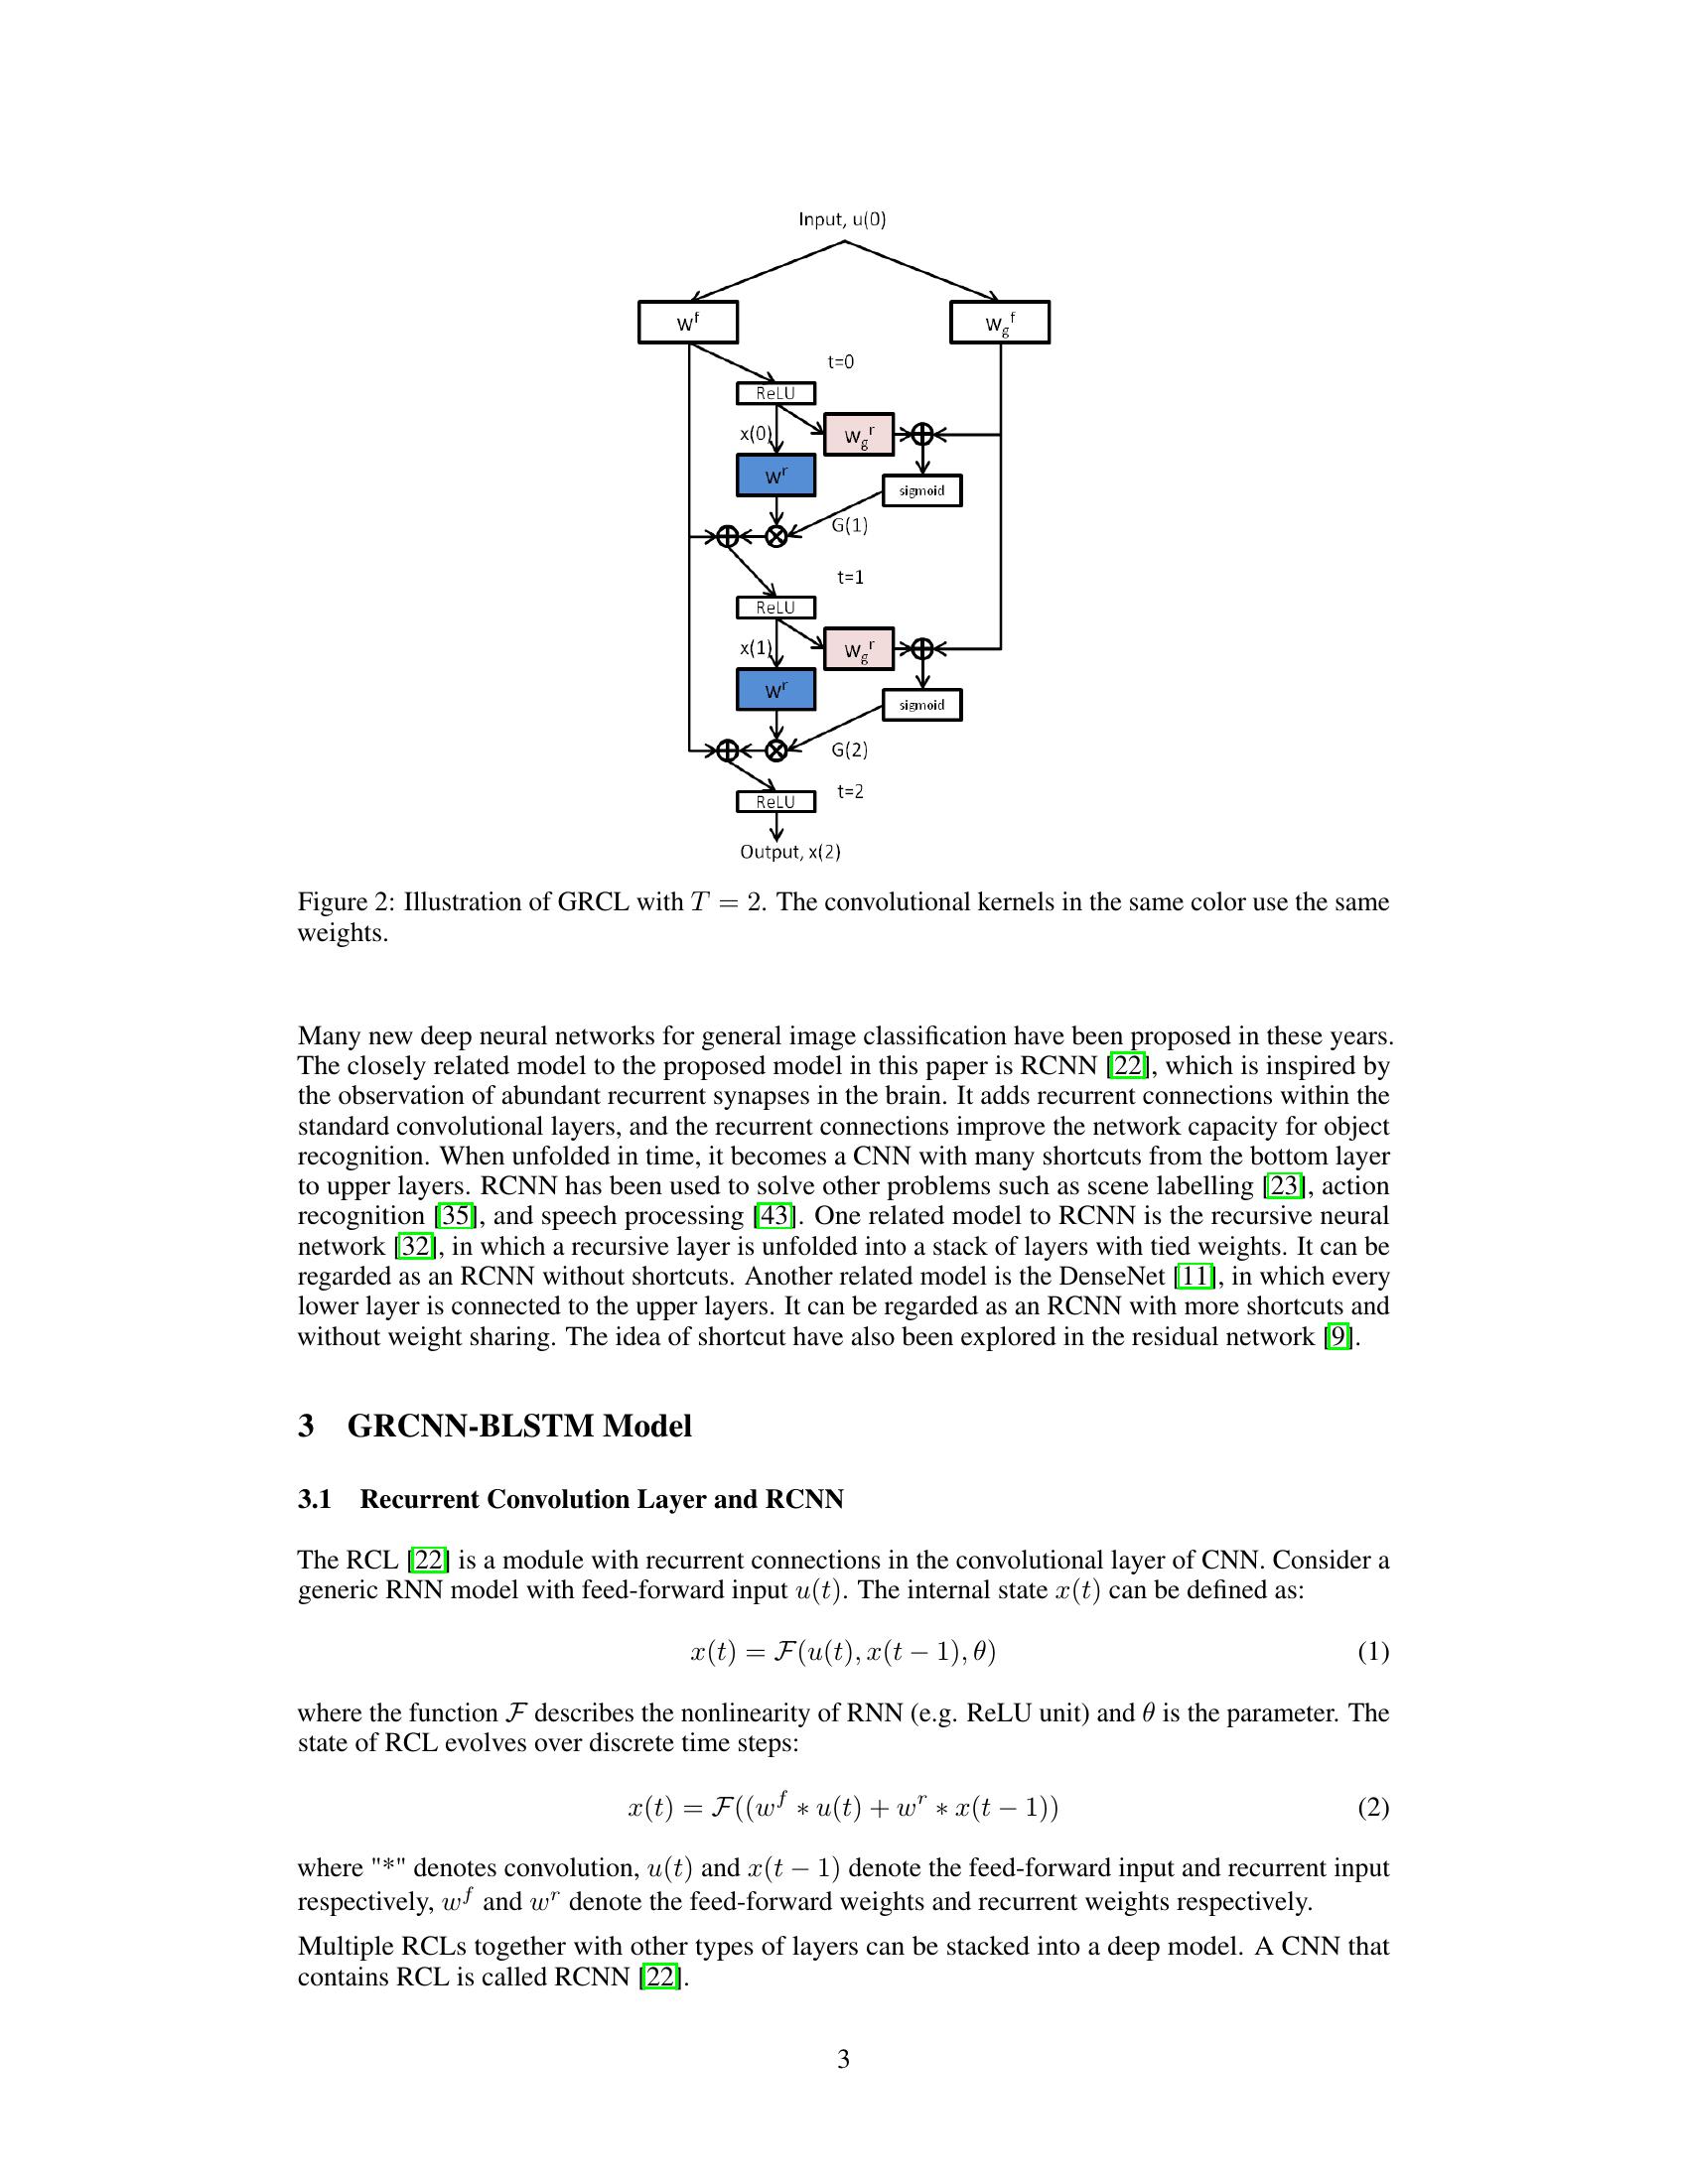 Input, u(0)
w^f
w_g^f
t=0
ReLU
x(0)
w_g^r
w^r
sigmoid
G(1)
t=1
ReLU
x(1)
w_g^r
w^r
sigmoid
G(2)
t=2
ReLU
Output, x(2)
Figure 2: Illustration of GRCL with T = 2. The convolutional kernels in the same color use the same
weights.
Many new deep neural networks for general image classification have been proposed in these years.
The closely related model to the proposed model in this paper is RCNN [22], which is inspired by
the observation of abundant recurrent synapses in the brain. It adds recurrent connections within the
standard convolutional layers, and the recurrent connections improve the network capacity for object
recognition. When unfolded in time, it becomes a CNN with many shortcuts from the bottom layer
to upper layers. RCNN has been used to solve other problems such as scene labelling [23], action
recognition [35], and speech processing [43]. One related model to RCNN is the recursive neural
network [32], in which a recursive layer is unfolded into a stack of layers with tied weights. It can be
regarded as an RCNN without shortcuts. Another related model is the DenseNet [11], in which every
lower layer is connected to the upper layers. It can be regarded as an RCNN with more shortcuts and
without weight sharing. The idea of shortcut have also been explored in the residual network [9].
3 GRCNN-BLSTM Model
3.1 Recurrent Convolution Layer and RCNN
The RCL [22] is a module with recurrent connections in the convolutional layer of CNN. Consider a
generic RNN model with feed-forward input u(t). The internal state x(t) can be defined as:
x(t) = F(u(t), x(t − 1), θ) (1)
where the function F describes the nonlinearity of RNN (e.g. ReLU unit) and θ is the parameter. The
state of RCL evolves over discrete time steps:
x(t) = F((w^f ∗ u(t) + w^r ∗ x(t − 1)) (2)
where "*" denotes convolution, u(t) and x(t − 1) denote the feed-forward input and recurrent input
respectively, w^f and w^r denote the feed-forward weights and recurrent weights respectively.
Multiple RCLs together with other types of layers can be stacked into a deep model. A CNN that
contains RCL is called RCNN [22].
3